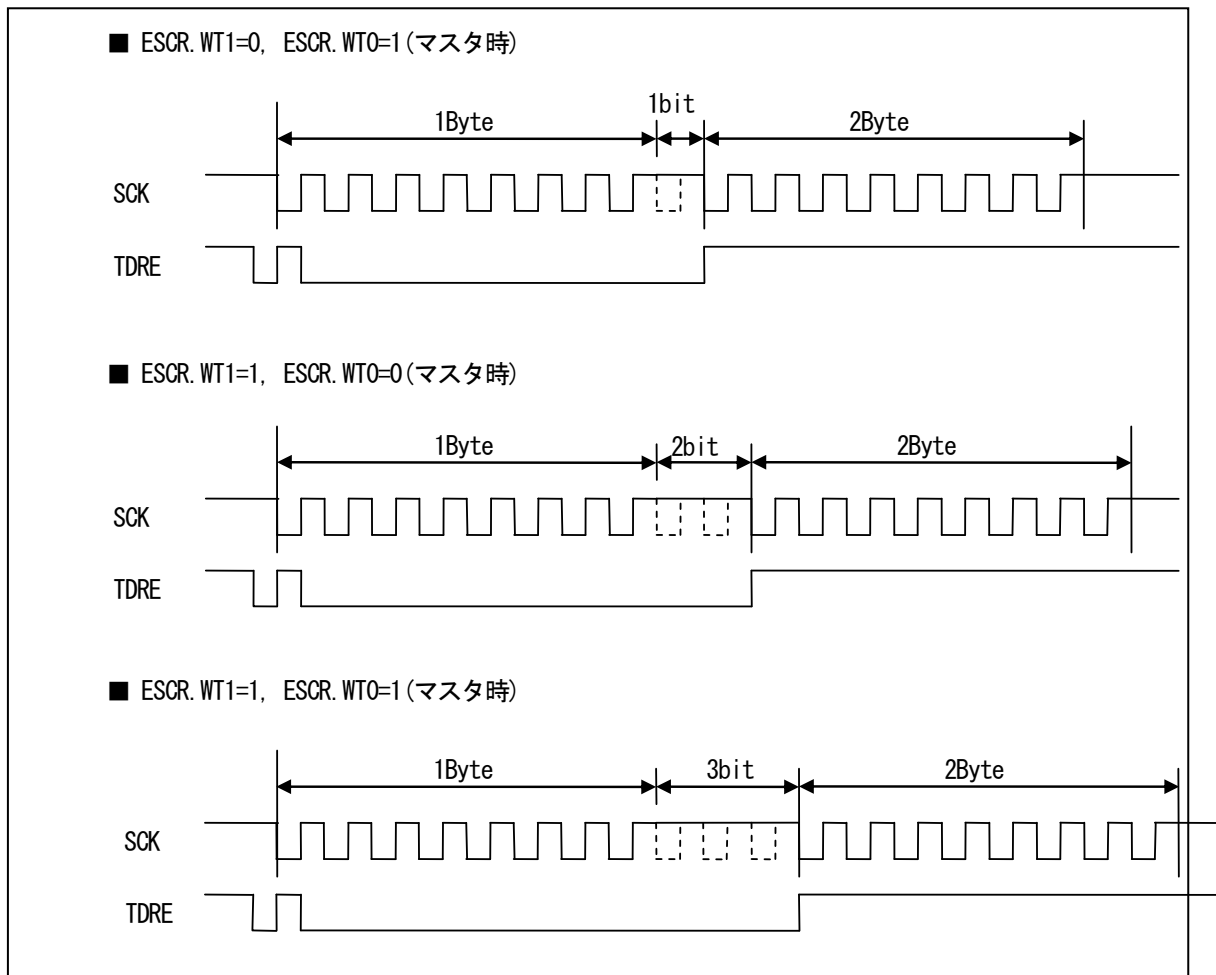 ■ ESCR.WT1=0, ESCR.WT0=1(マスタ時)
1Byte
1bit
2Byte
SCK
TDRE
■ ESCR.WT1=1, ESCR.WT0=0(マスタ時)
1Byte
2bit
2Byte
SCK
TDRE
■ ESCR.WT1=1, ESCR.WT0=1(マスタ時)
1Byte
3bit
2Byte
SCK
TDRE